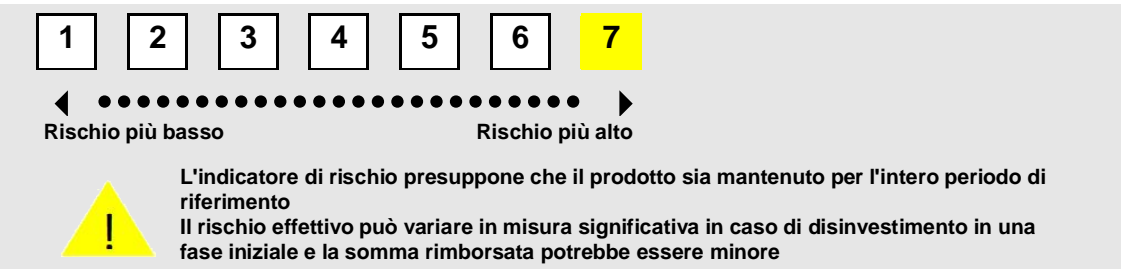 1 2 3 4 5 6 7
Rischio più basso Rischio più alto
L'indicatore di rischio presuppone che il prodotto sia mantenuto per l'intero periodo di
riferimento
Il rischio effettivo può variare in misura significativa in caso di disinvestimento in una
fase iniziale e la somma rimborsata potrebbe essere minore
!